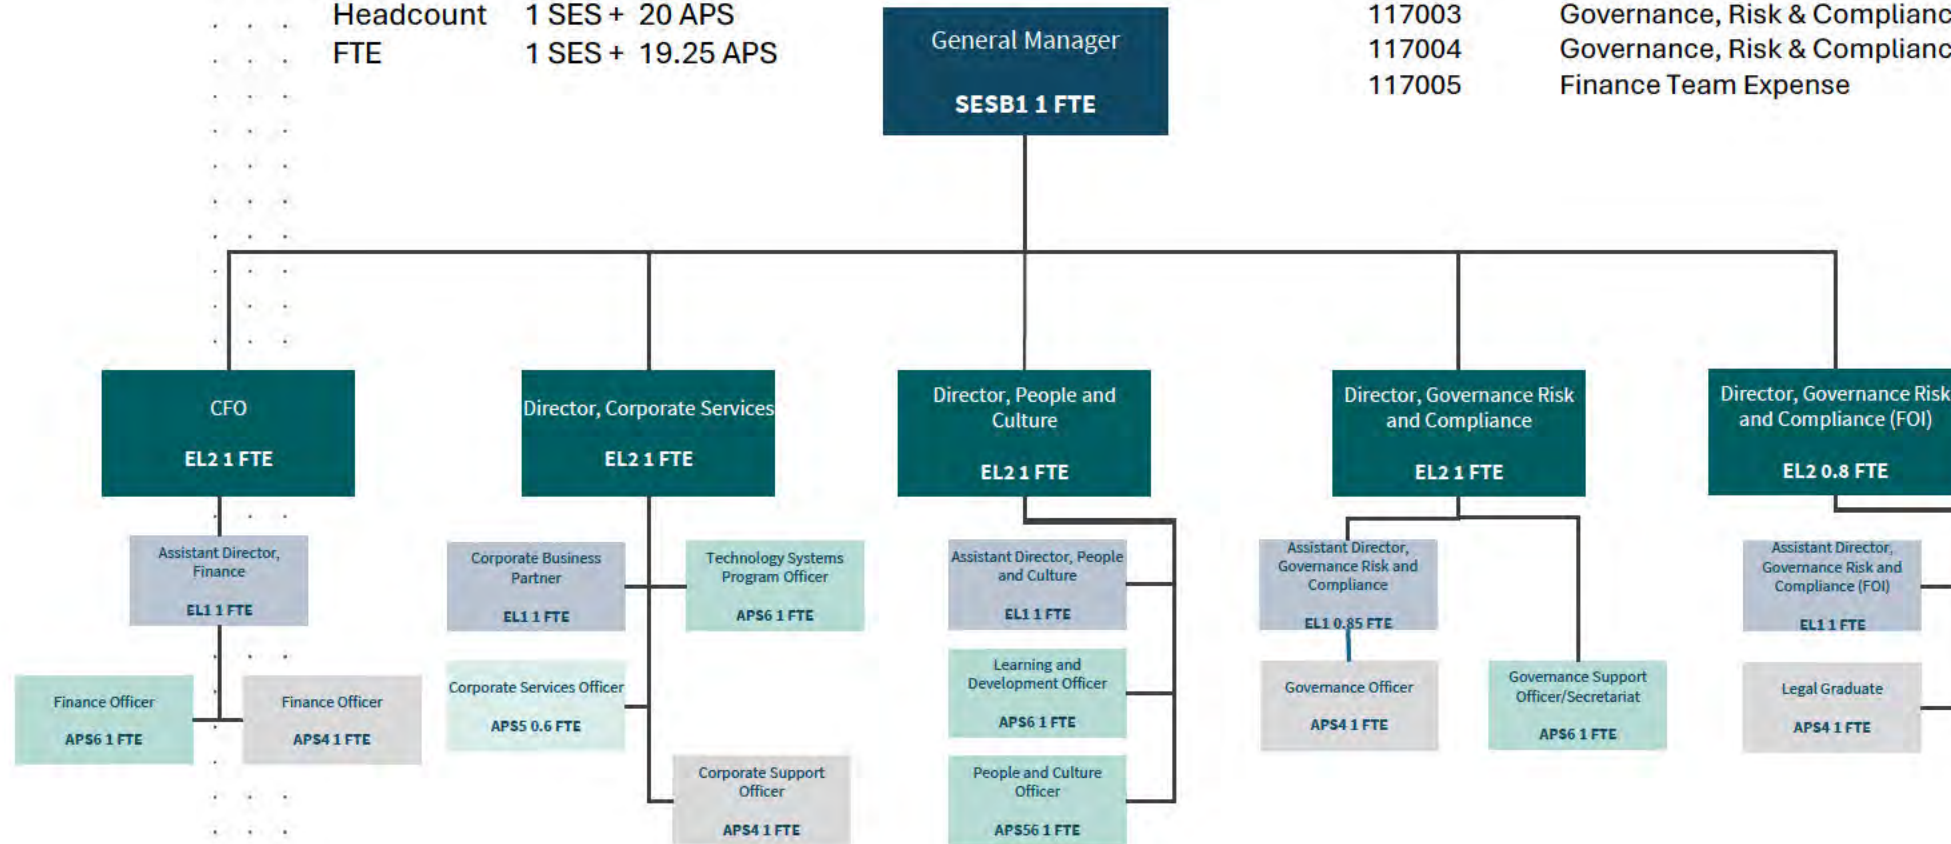 Headcount 1 SES + 20 APS
FTE 1 SES + 19.25 APS
117003 Governance, Risk & Complianc
117004 Governance, Risk & Complianc
117005 Finance Team Expense
General Manager
SESB1 1 FTE
CFO
EL2 1 FTE
Director, Corporate Services
EL2 1 FTE
Director, People and
Culture
EL2 1 FTE
Director, Governance Risk
and Compliance
EL2 1 FTE
Director, Governance Risk
and Compliance (FOI)
EL2 0.8 FTE
Assistant Director,
Finance
EL1 1 FTE
Finance Officer
APS6 1 FTE
Finance Officer
APS4 1 FTE
Corporate Business
Partner
EL1 1 FTE
Technology Systems
Program Officer
APS6 1 FTE
Corporate Services Officer
APS5 0.6 FTE
Corporate Support
Officer
APS4 1 FTE
Assistant Director, People
and Culture
EL1 1 FTE
Learning and
Development Officer
APS6 1 FTE
People and Culture
Officer
APS56 1 FTE
Assistant Director,
Governance Risk and
Compliance
EL1 0.85 FTE
Governance Officer
APS4 1 FTE
Governance Support
Officer/Secretariat
APS6 1 FTE
Assistant Director,
Governance Risk and
Compliance (FOI)
EL1 1 FTE
Legal Graduate
APS4 1 FTE